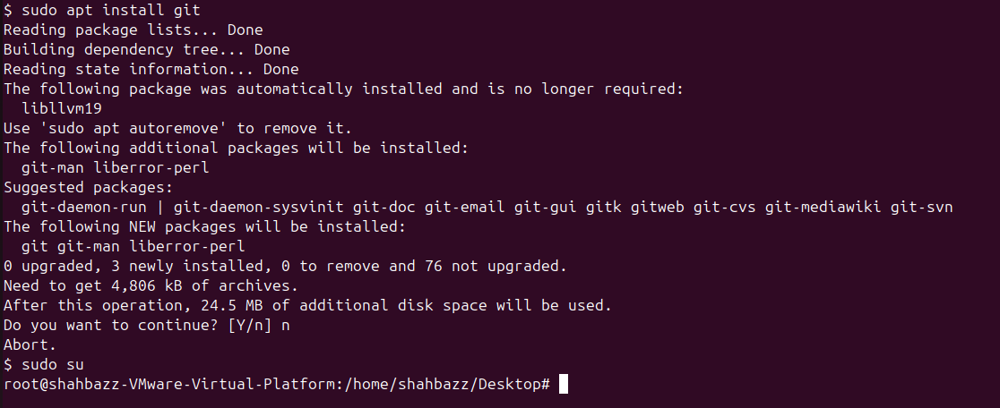 $ sudo apt install git
Reading package lists... Done
Building dependency tree... Done
Reading state information... Done
The following package was automatically installed and is no longer required:
  libllvm19
Use 'sudo apt autoremove' to remove it.
The following additional packages will be installed:
  git-man liberror-perl
Suggested packages:
  git-daemon-run | git-daemon-sysvinit git-doc git-email git-gui gitk gitweb git-cvs git-mediawiki git-svn
The following NEW packages will be installed:
  git git-man liberror-perl
0 upgraded, 3 newly installed, 0 to remove and 76 not upgraded.
Need to get 4,806 kB of archives.
After this operation, 24.5 MB of additional disk space will be used.
Do you want to continue? [Y/n] n
Abort.
$ sudo su
root@shahbazz-VMware-Virtual-Platform:/home/shahbazz/Desktop#